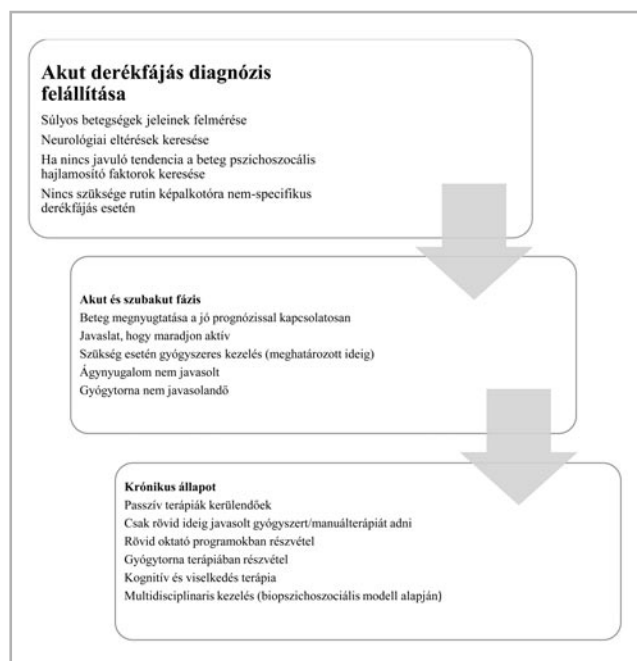 Akut derékfájás diagnózis
felállítása
Súlyos betegségek jeleinek felmérése
Neurológiai eltérések keresése
Ha nincs javuló tendencia a beteg pszichoszocális
hajlamosító faktorok keresése
Nincs szüksége rutin képalkotóra nem-specifikus
derékfájás esetén
Akut és szubakut fázis
Beteg megnyugtatása a jó prognózissal kapcsolatosan
Javaslat, hogy maradjon aktív
Szükség esetén gyógyszeres kezelés (meghatározott ideig)
Ágynyugalom nem javasolt
Gyógytorna nem javasolandő
Krónikus állapot
Passzív terápiák kerülendőek
Csak rövid ideig javasolt gyógyszert/manuálterápiát adni
Rövid oktató programokban részvétel
Gyógytorna terápiában részvétel
Kognitív és viselkedés terápia
Multidisciplinaris kezelés (biopszichoszociális modell alapján)